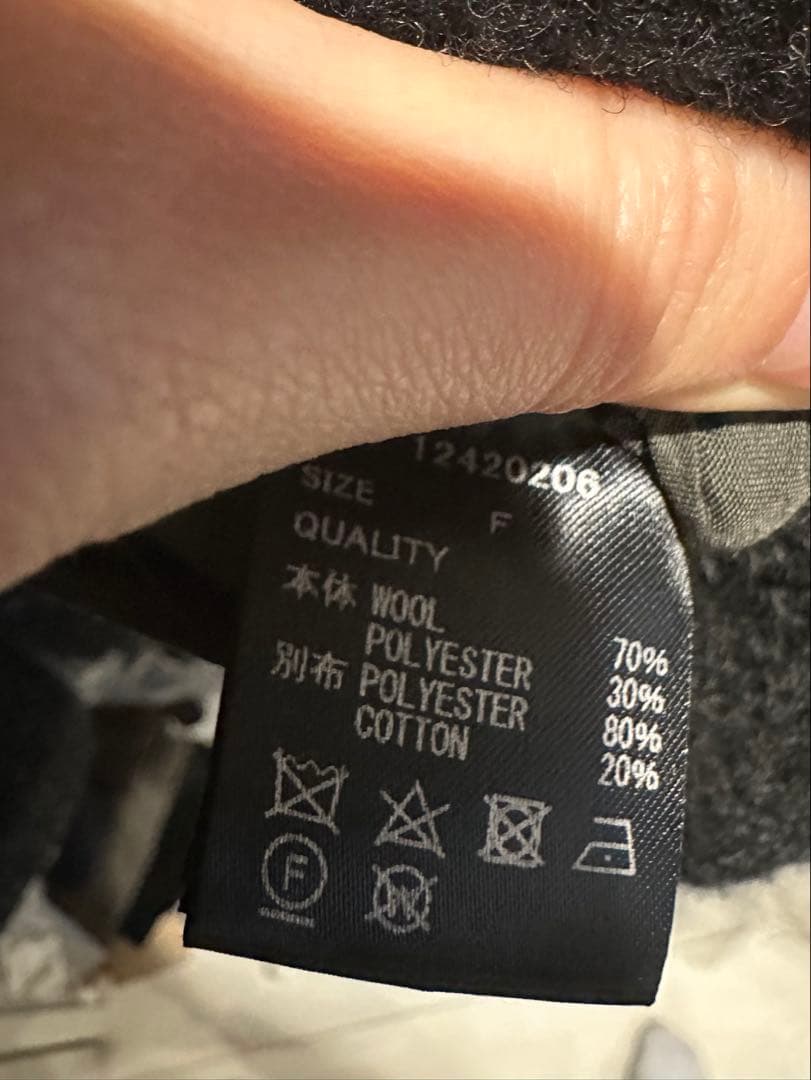 12420206
SIZE F
QUALITY
本体 WOOL 70%
POLYESTER 30%
別布 POLYESTER 80%
COTTON 20%
F
W